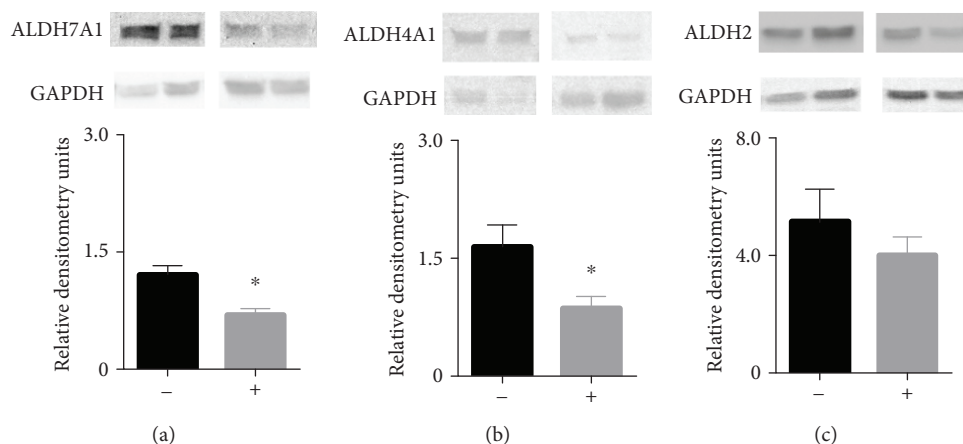 ALDH7A1
GAPDH
Relative densitometry units
3.0
1.5
0
*
– +
(a)
ALDH4A1
GAPDH
Relative densitometry units
3.0
1.5
0
*
– +
(b)
ALDH2
GAPDH
Relative densitometry units
8.0
4.0
0
– +
(c)